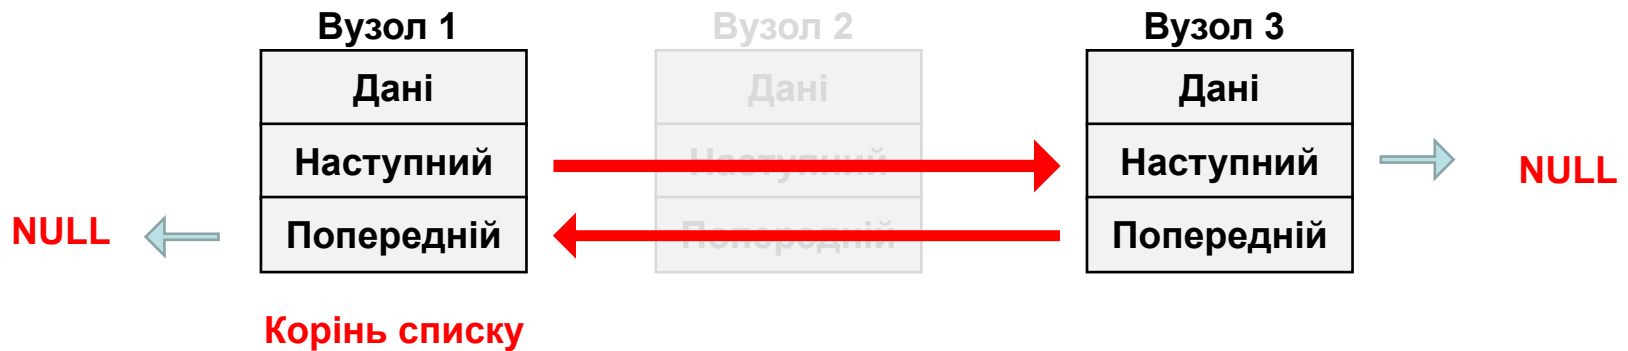 Вузол 1
Вузол 2
Вузол 3
Дані
Дані
Дані
Наступний
Наступний
Наступний
NULL
NULL
Попередній
Попередній
Попередній
Корінь списку